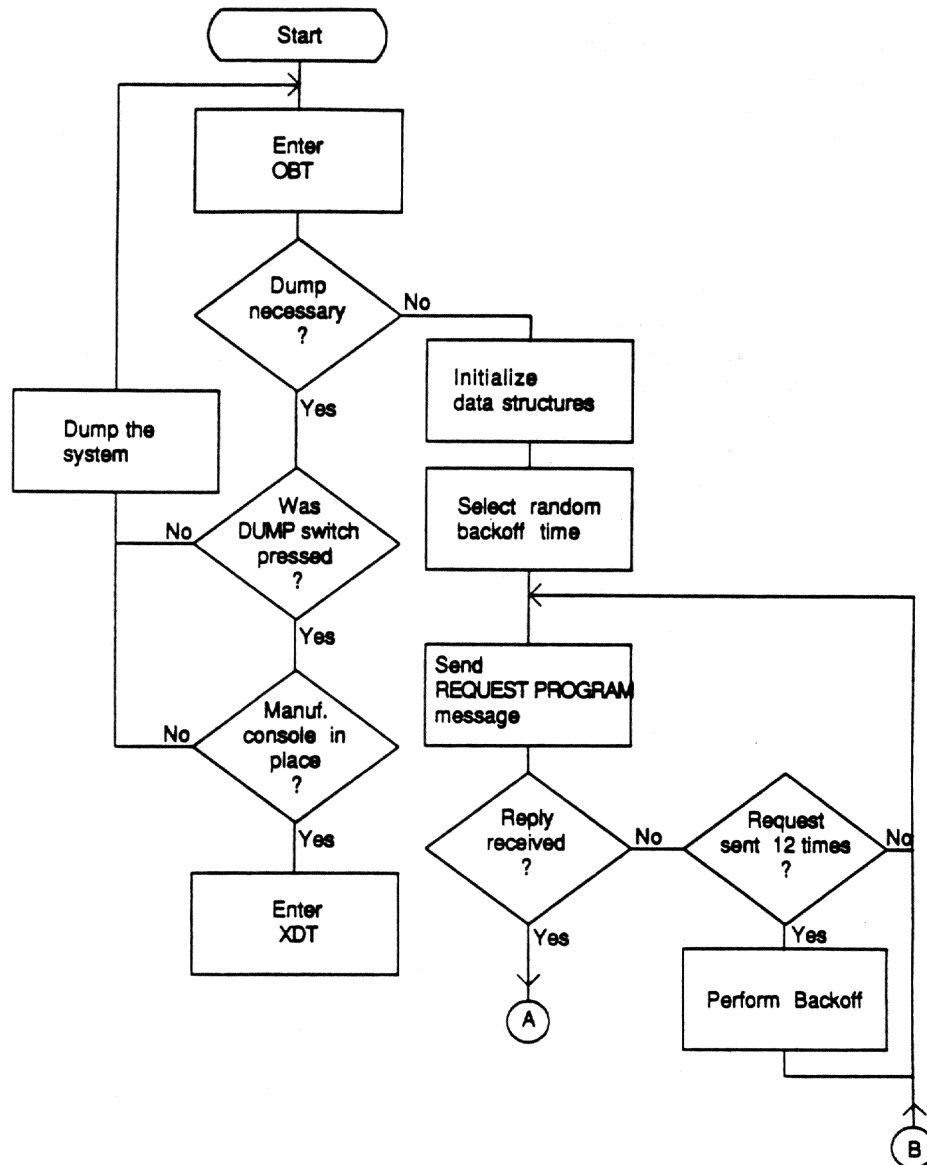 Start
Enter
OBT
Dump
necessary
?
No
Yes
Initialize
data structures
Dump the
system
Select random
backoff time
Was
DUMP switch
pressed
?
No
Yes
Send
REQUEST PROGRAM
message
Manuf.
console in
place
?
No
Yes
Reply
received
?
No
Yes
Request
sent 12 times
?
No
Yes
Enter
XDT
Perform Backoff
A
B